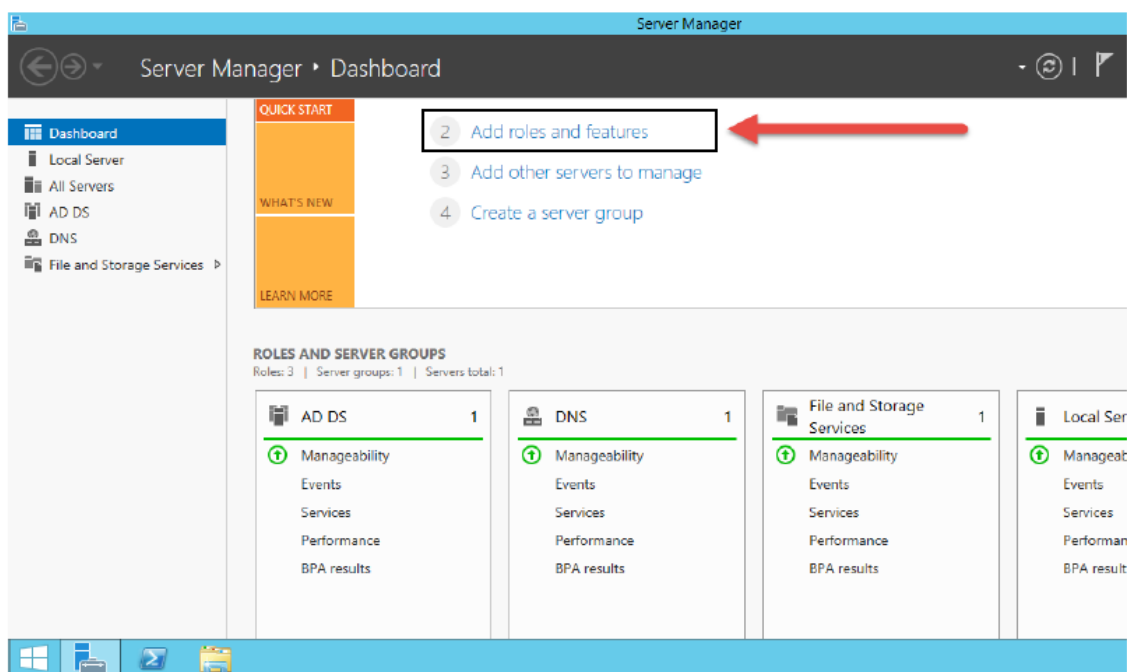 Server Manager
Server Manager • Dashboard
Dashboard
Local Server
All Servers
AD DS
DNS
File and Storage Services
QUICK START
WHAT'S NEW
LEARN MORE
2 Add roles and features
3 Add other servers to manage
4 Create a server group
ROLES AND SERVER GROUPS
Roles: 3 | Server groups: 1 | Servers total: 1
AD DS 1
Manageability
Events
Services
Performance
BPA results
DNS 1
Manageability
Events
Services
Performance
BPA results
File and Storage
Services 1
Manageability
Events
Services
Performance
BPA results
Local Ser
Manageab
Events
Services
Performan
BPA result